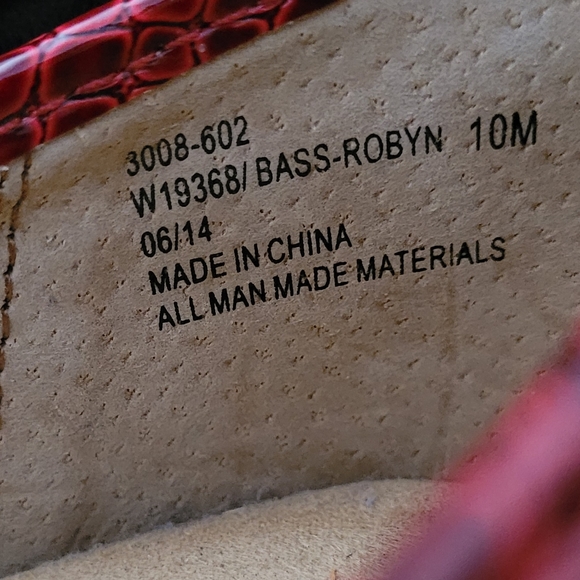 3008-602
W19368/ BASS-ROBYN 10M
06/14
MADE IN CHINA
ALL MAN MADE MATERIALS